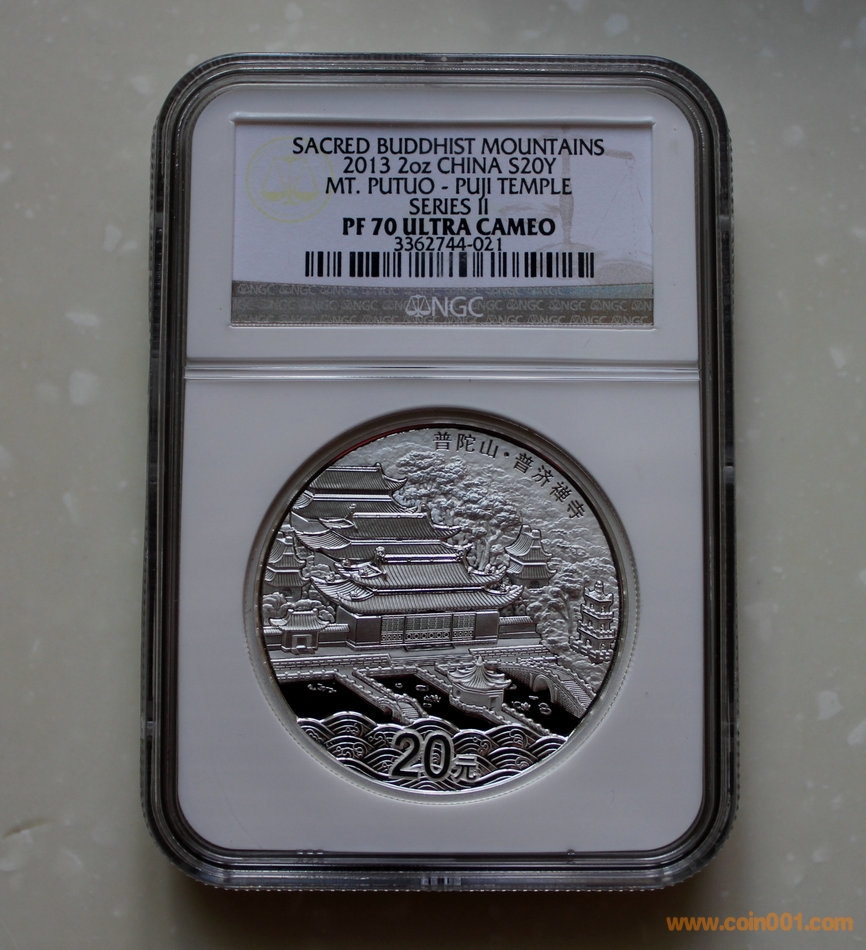 SACRED BUDDHIST MOUNTAINS
2013 2oz CHINA S20Y
MT. PUTUO - PUJI TEMPLE
SERIES II
PF 70 ULTRA CAMEO
3362744-021
NGC
普陀山·普济禅寺
20元
www.coin001.com